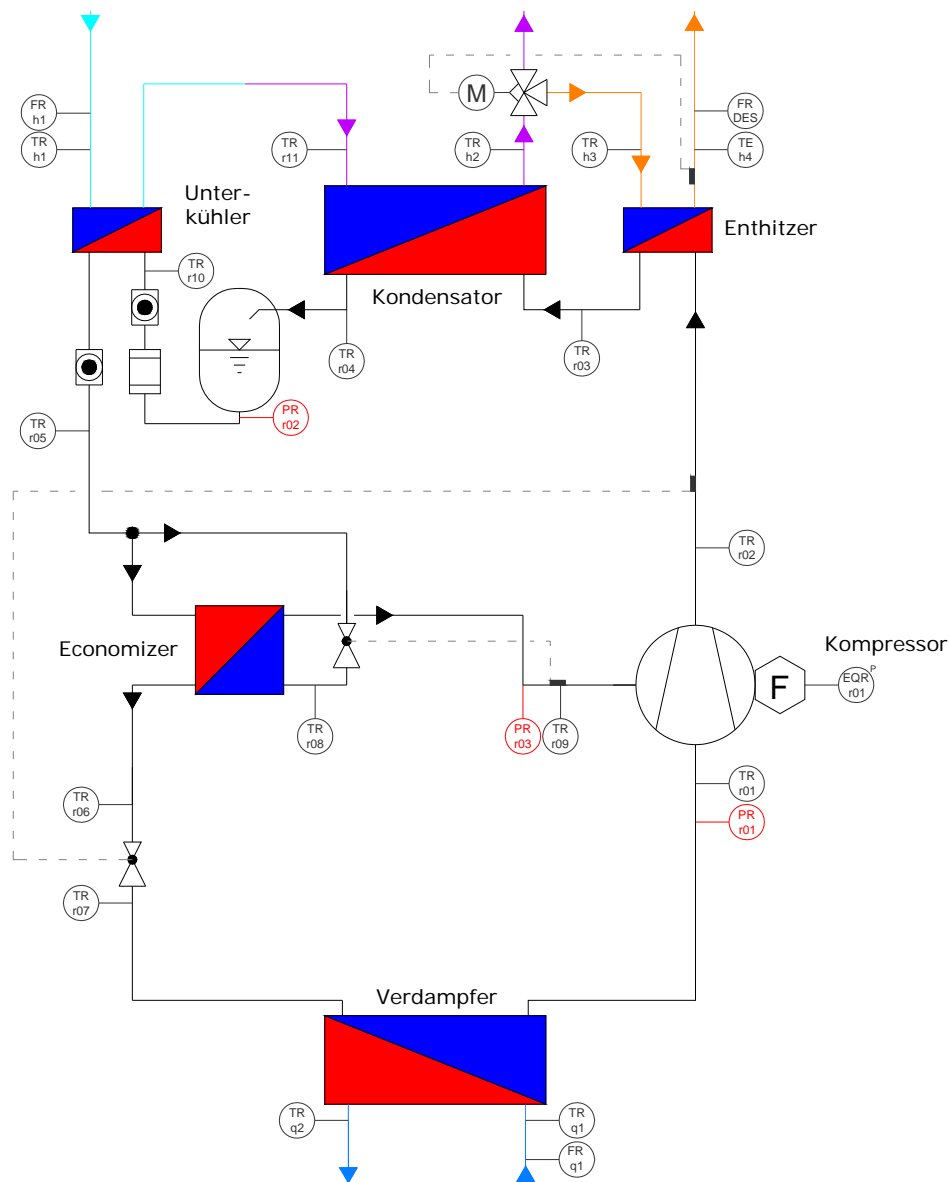 FR
h1
TR
h1
TR
r11
M
TR
h2
TR
h3
FR
DES
TE
h4
Unter-
kühler
Enthitzer
TR
r10
Kondensator
TR
r04
TR
r03
PR
r02
TR
r05
TR
r02
Economizer
Kompressor
F
EQR
r01
P
TR
r08
PR
r03
TR
r09
TR
r01
PR
r01
TR
r06
TR
r07
Verdampfer
TR
q2
TR
q1
FR
q1